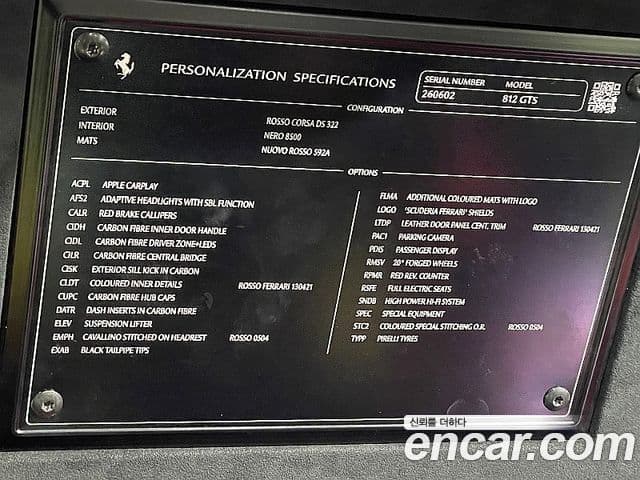 PERSONALIZATION SPECIFICATIONS
SERIAL NUMBER MODEL
260602 812 GTS
CONFIGURATION
EXTERIOR ROSSO CORSA DS 322
INTERIOR NERO 8500
MATS NUOVO ROSSO 592A
OPTIONS
ACPL APPLE CARPLAY
AFS2 ADAPTIVE HEADLIGHTS WITH SBL FUNCTION
CALR RED BRAKE CALLIPERS
CIDH CARBON FIBRE INNER DOOR HANDLE
CLDL CARBON FIBRE DRIVER ZONE+LEDS
CILR CARBON FIBRE CENTRAL BRIDGE
CISK EXTERIOR SILL KICK IN CARBON
CLDT COLOURED INNER DETAILS ROSSO FERRARI 130421
CUPC CARBON FIBRE HUB CAPS
DATR DASH INSERTS IN CARBON FIBRE
ELEV SUSPENSION LIFTER
EMPH CAVALLINO STITCHED ON HEADREST ROSSO 0504
EXAB BLACK TAILPIPE TIPS
FLMA ADDITIONAL COLOURED MATS WITH LOGO
LOGO 'SCUDERIA FERRARI' SHIELDS
LTDP LEATHER DOOR PANEL CENT. TRIM ROSSO FERRARI 130421
PAC1 PARKING CAMERA
PDIS PASSENGER DISPLAY
RMSV 20" FORGED WHEELS
RPMR RED REV. COUNTER
RSFE FULL ELECTRIC SEATS
SNDB HIGH POWER HI-FI SYSTEM
SPEC SPECIAL EQUIPMENT
STC2 COLOURED SPECIAL STITCHING O.R. ROSSO 0504
TYPP PIRELLI TYRES
신뢰를 더하다
encar.com